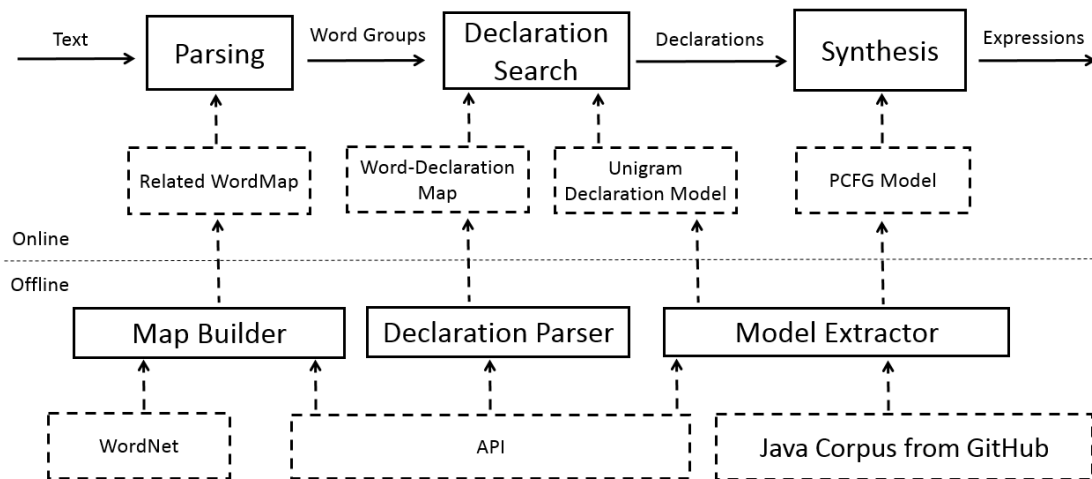 Text
Parsing
Word Groups
Declaration
Search
Declarations
Synthesis
Expressions
Related WordMap
Word-Declaration
Map
Unigram
Declaration Model
PCFG Model
Online
Offline
Map Builder
Declaration Parser
Model Extractor
WordNet
API
Java Corpus from GitHub